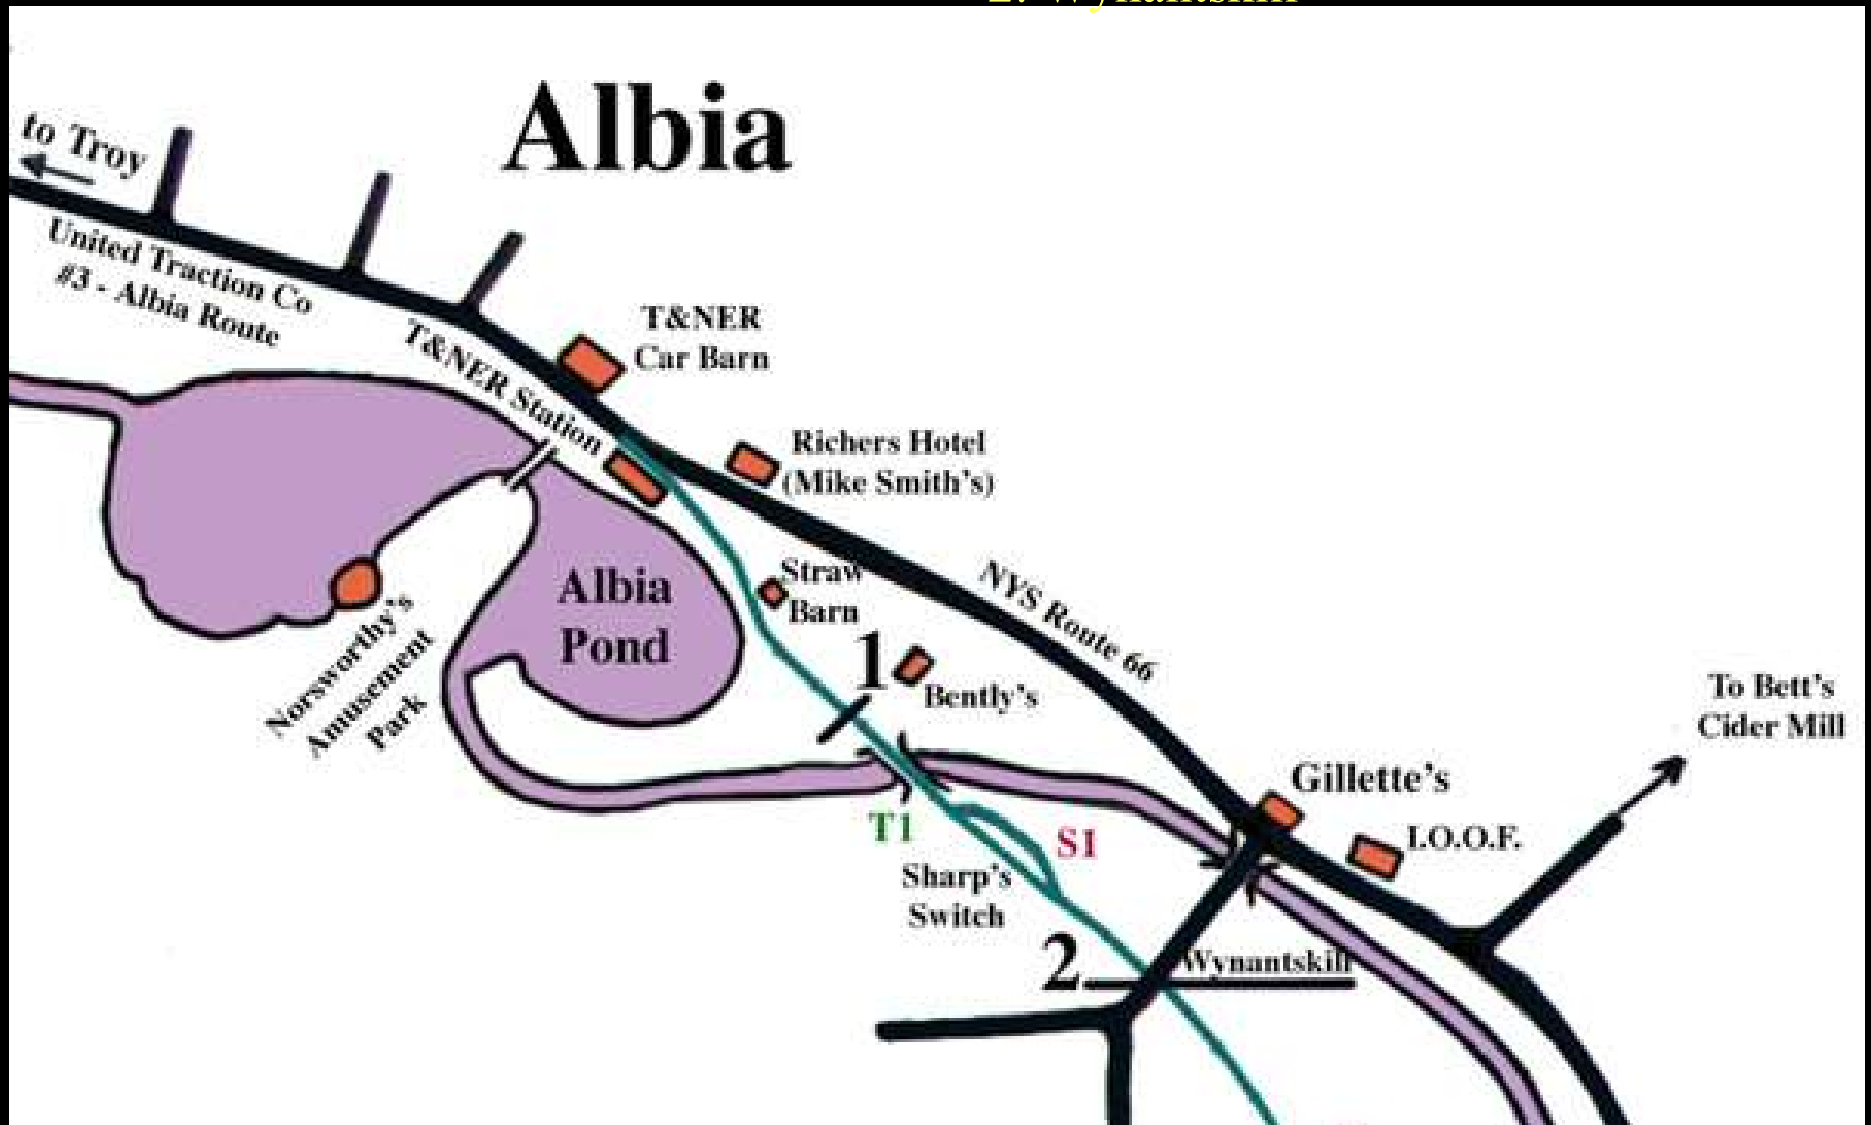 2. Wynantskill
Albia
to Troy
United Traction Co
#3 - Albia Route
T&NER Station
T&NER
Car Barn
Richers Hotel
(Mike Smith's)
Straw
Barn
Albia
Pond
Norsworthy's
Amusement
Park
1
Bently's
NYS Route 66
To Bett's
Cider Mill
Gillette's
I.O.O.F.
T1
S1
Sharp's
Switch
2
Wynantskill